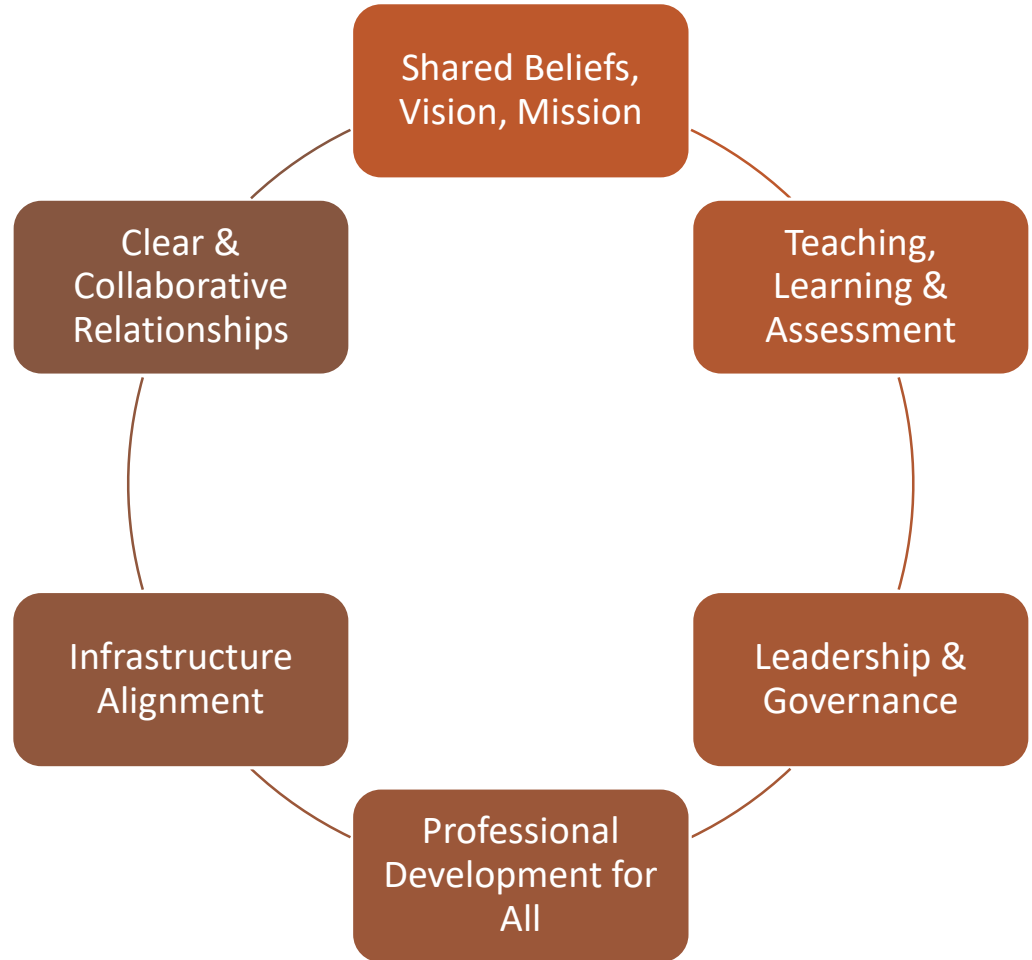 Shared Beliefs,
Vision, Mission
Teaching,
Learning &
Assessment
Leadership &
Governance
Professional
Development for
All
Infrastructure
Alignment
Clear &
Collaborative
Relationships